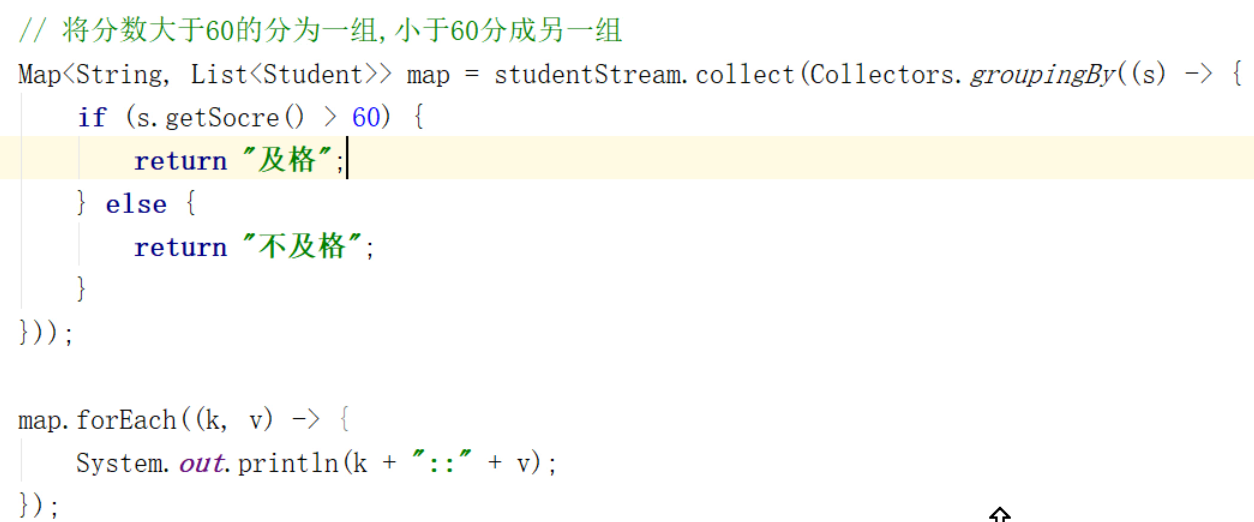 // 将分数大于60的分为一组,小于60分成另一组
Map<String, List<Student>> map = studentStream.collect(Collectors.groupingBy((s) -> {
if (s.getSocre() > 60) {
return "及格";
} else {
return "不及格";
}
}));
map.forEach((k, v) -> {
System.out.println(k + "::" + v);
});